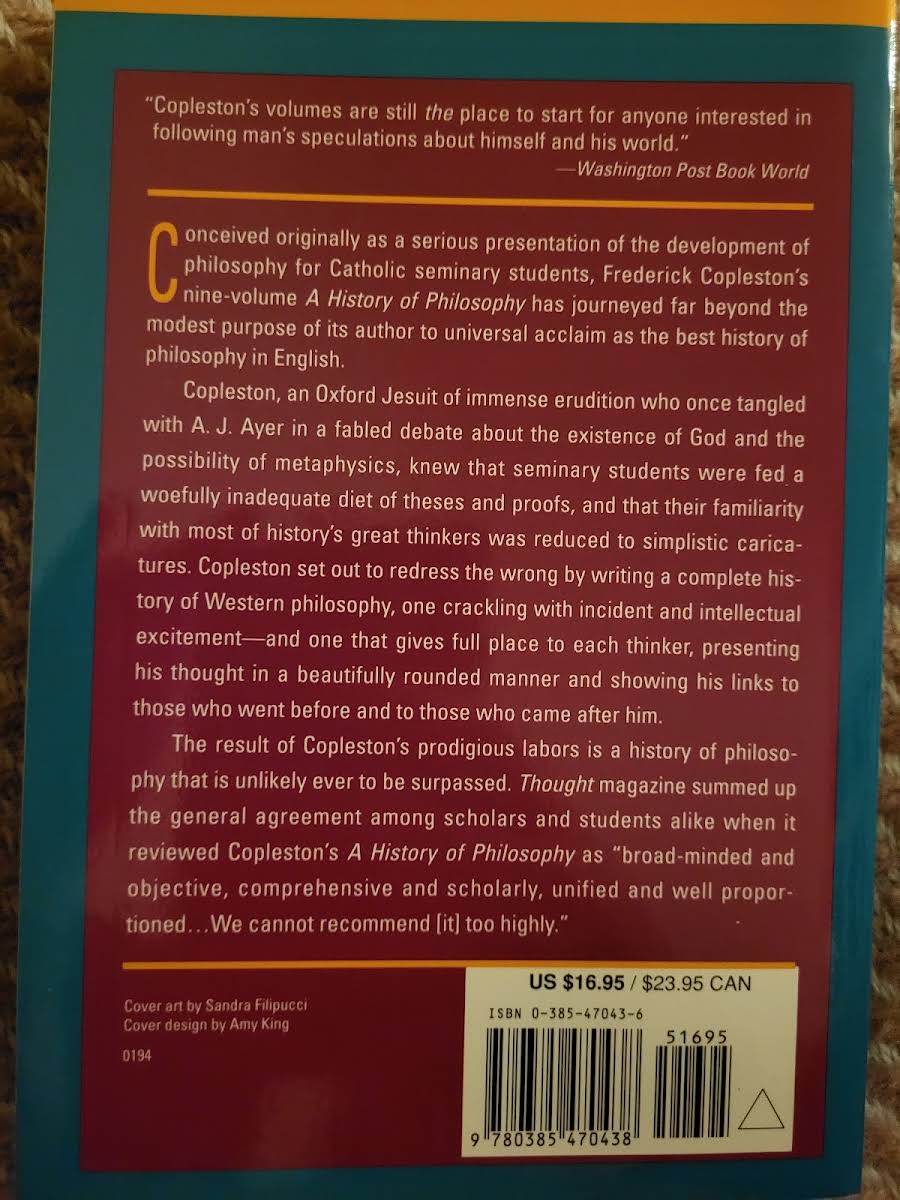 “Copleston’s volumes are still the place to start for anyone interested in
following man’s speculations about himself and his world.”
—Washington Post Book World
Conceived originally as a serious presentation of the development of
philosophy for Catholic seminary students, Frederick Copleston’s
nine-volume A History of Philosophy has journeyed far beyond the
modest purpose of its author to universal acclaim as the best history of
philosophy in English.
Copleston, an Oxford Jesuit of immense erudition who once tangled
with A. J. Ayer in a fabled debate about the existence of God and the
possibility of metaphysics, knew that seminary students were fed a
woefully inadequate diet of theses and proofs, and that their familiarity
with most of history’s great thinkers was reduced to simplistic carica-
tures. Copleston set out to redress the wrong by writing a complete his-
tory of Western philosophy, one crackling with incident and intellectual
excitement—and one that gives full place to each thinker, presenting
his thought in a beautifully rounded manner and showing his links to
those who went before and to those who came after him.
The result of Copleston’s prodigious labors is a history of philoso-
phy that is unlikely ever to be surpassed. Thought magazine summed up
the general agreement among scholars and students alike when it
reviewed Copleston’s A History of Philosophy as “broad-minded and
objective, comprehensive and scholarly, unified and well propor-
tioned...We cannot recommend [it] too highly.”
Cover art by Sandra Filipucci
Cover design by Amy King
0194
US $16.95 / $23.95 CAN
ISBN 0-385-47043-6
51695
9 780385 470438